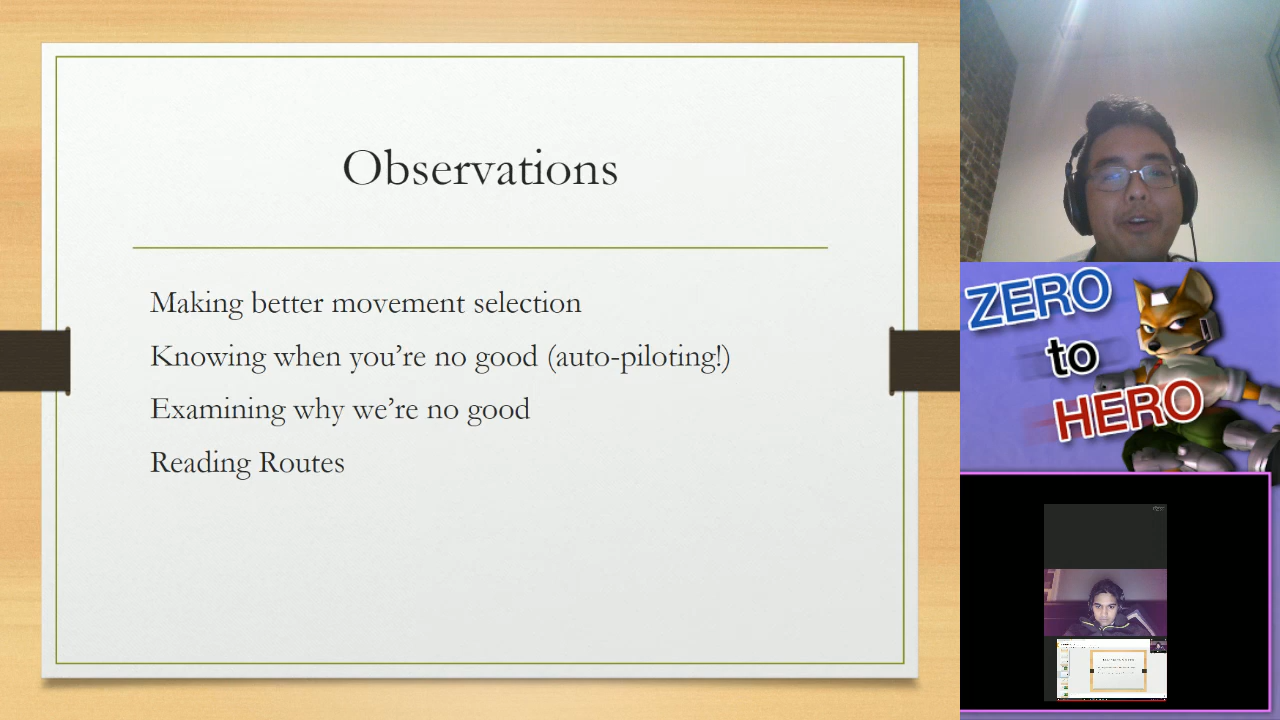 Observations
Making better movement selection
Knowing when you're no good (auto-piloting!)
Examining why we're no good
Reading Routes
ZERO
to
HERO